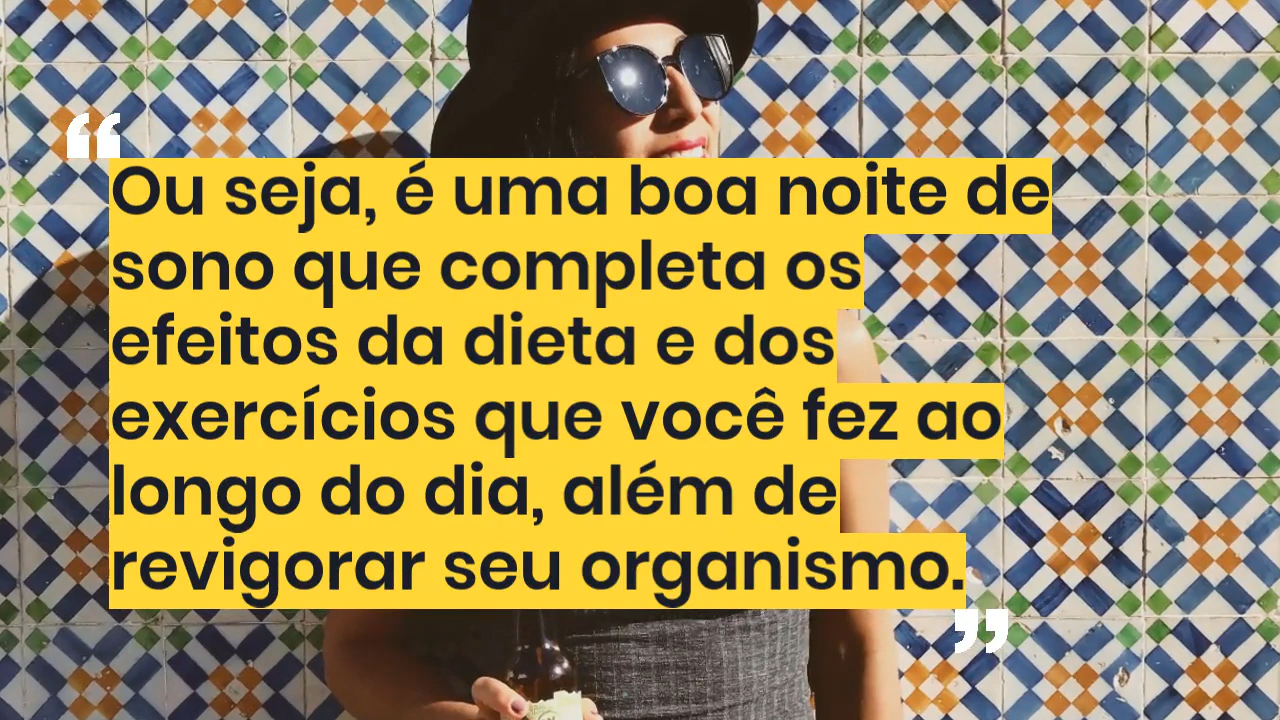 “
Ou seja, é uma boa noite de
sono que completa os
efeitos da dieta e dos
exercícios que você fez ao
longo do dia, além de
revigorar seu organismo.
”